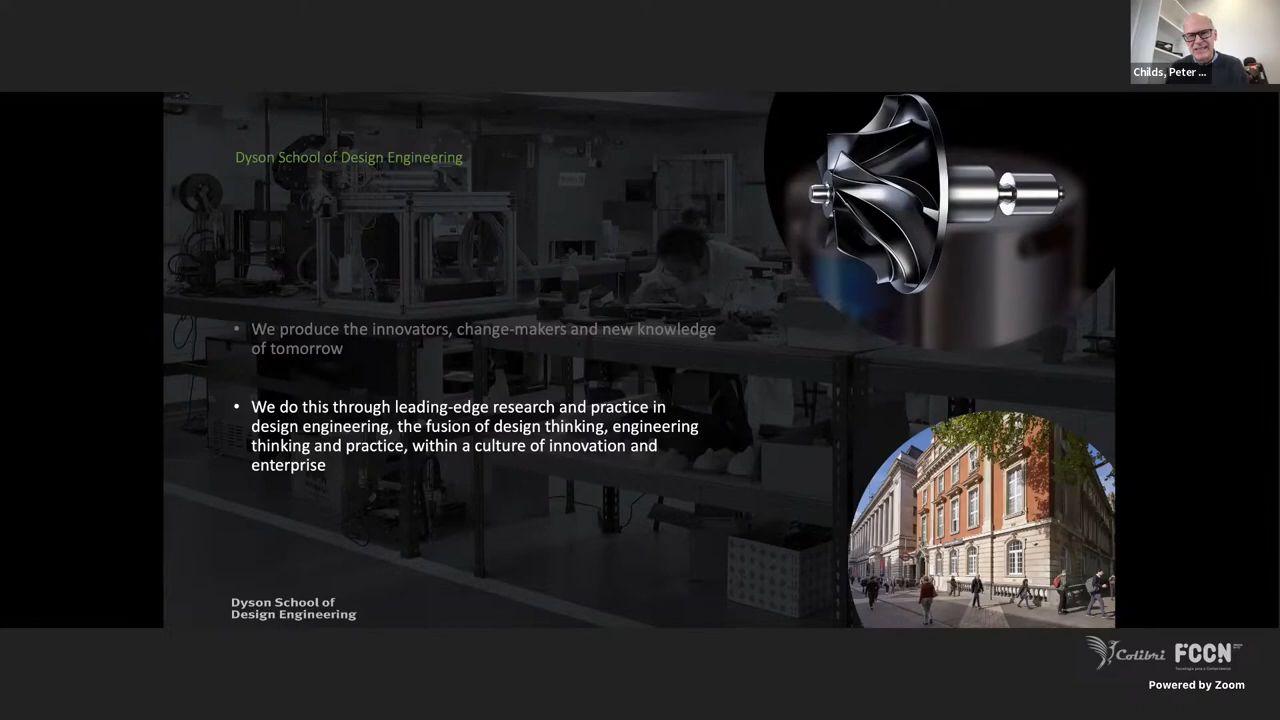 Childs, Peter ...
Dyson School of Design Engineering
• We produce the innovators, change-makers and new knowledge
of tomorrow
• We do this through leading-edge research and practice in
design engineering, the fusion of design thinking, engineering
thinking and practice, within a culture of innovation and
enterprise
Dyson School of
Design Engineering
Colibri
FCCN
Powered by Zoom